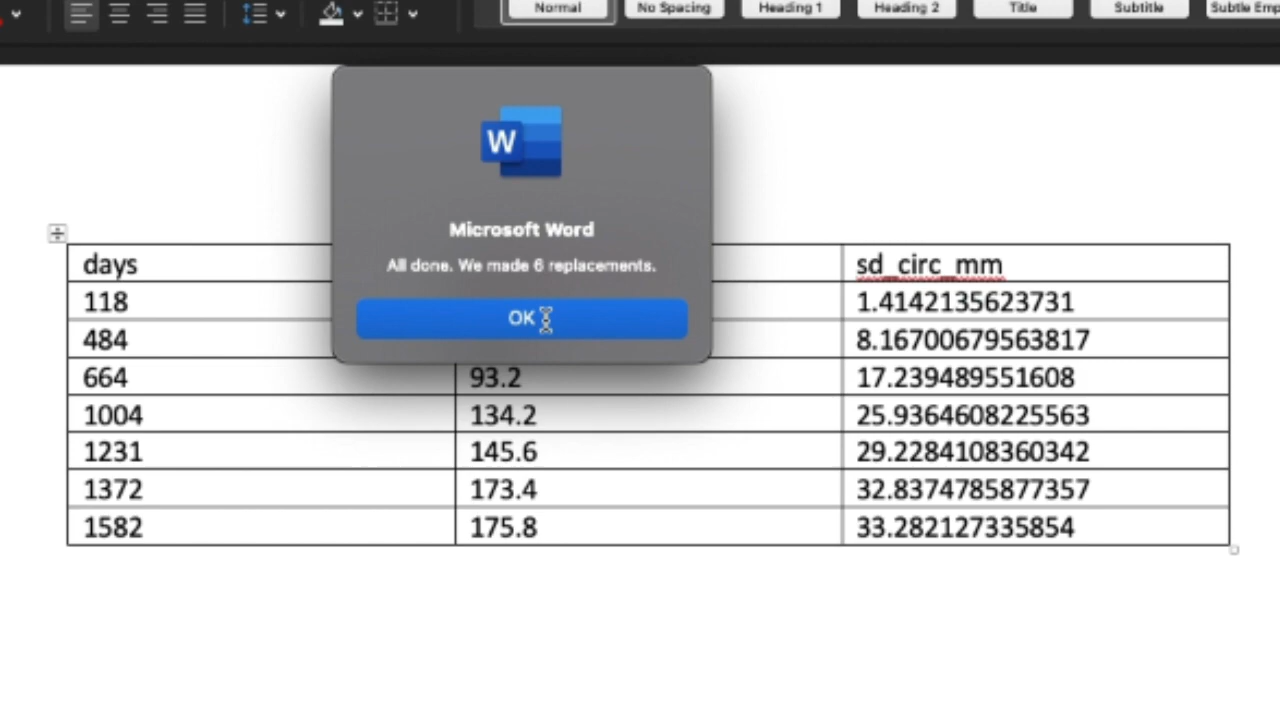 Normal No Spacing Heading 1 Heading 2 Title Subtitle Subtle Emp
W
Microsoft Word
All done. We made 6 replacements.
OK
days sd_circ_mm
118 1.4142135623731
484 8.16700679563817
664 93.2 17.239489551608
1004 134.2 25.9364608225563
1231 145.6 29.2284108360342
1372 173.4 32.8374785877357
1582 175.8 33.282127335854